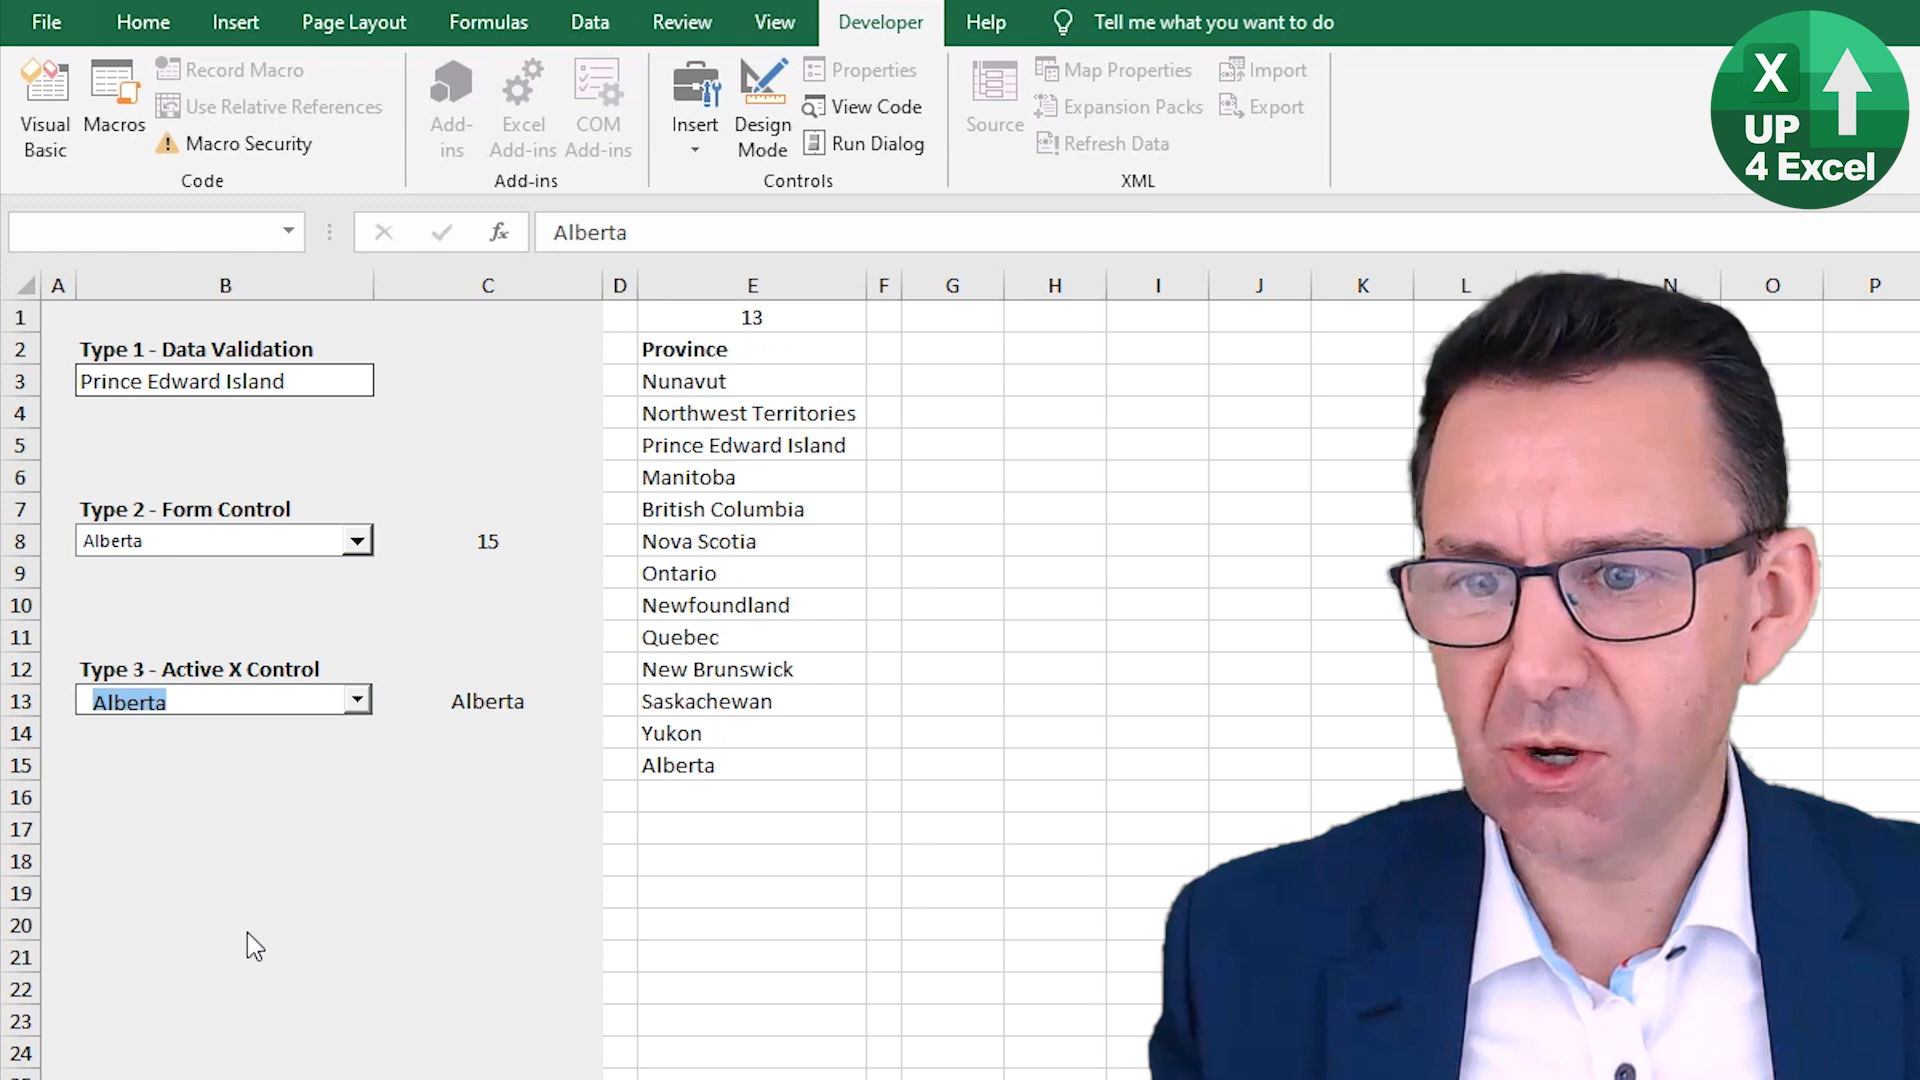 File Home Insert Page Layout Formulas Data Review View Developer Help Tell me what you want to do
Visual Basic
Macros
Record Macro
Use Relative References
Macro Security
Code
Add-ins
Excel Add-ins
COM Add-ins
Add-ins
Insert
Design Mode
Properties
View Code
Run Dialog
Controls
Source
Map Properties
Expansion Packs
Refresh Data
Import
Export
XML
X
UP
4 Excel
fx Alberta
A B C D E F G H I J K L N O P
1 13
2 Type 1 - Data Validation Province
3 Prince Edward Island Nunavut
4 Northwest Territories
5 Prince Edward Island
6 Manitoba
7 Type 2 - Form Control British Columbia
8 Alberta 15 Nova Scotia
9 Ontario
10 Newfoundland
11 Quebec
12 Type 3 - Active X Control New Brunswick
13 Alberta Alberta Saskachewan
14 Yukon
15 Alberta
16
17
18
19
20
21
22
23
24